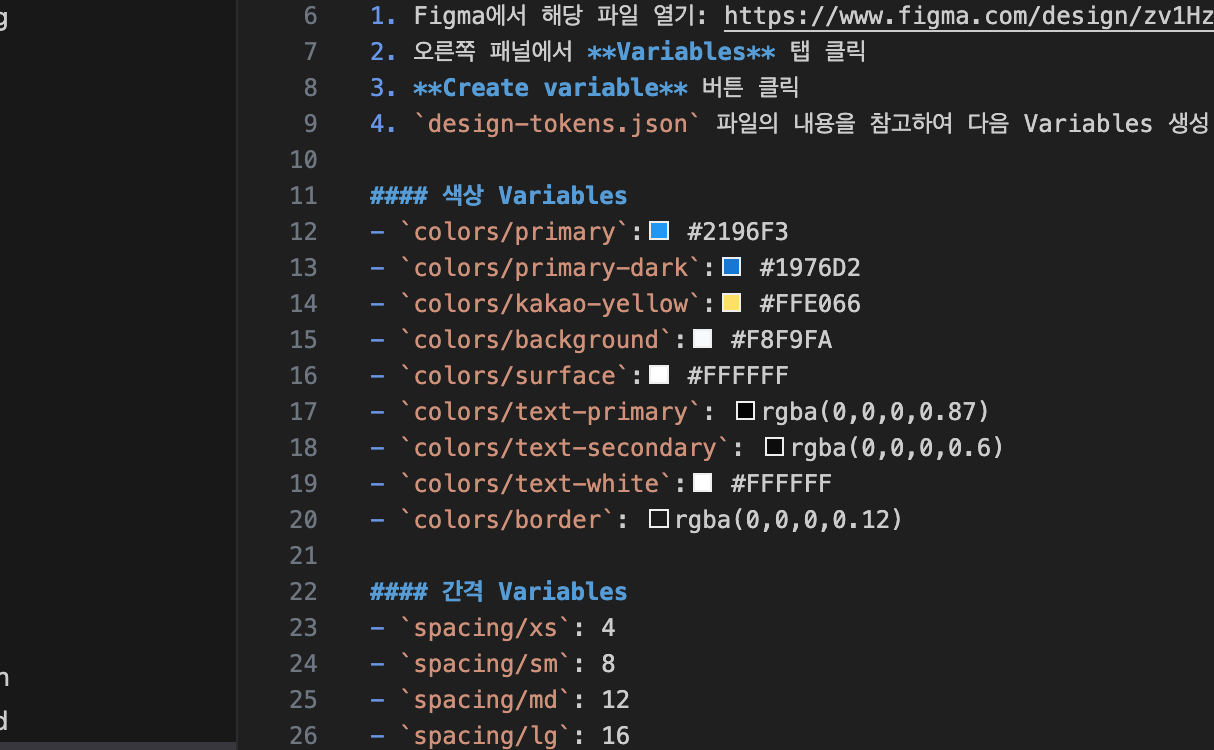 g
6 1. Figma에서 해당 파일 열기: https://www.figma.com/design/zv1Hz
7 2. 오른쪽 패널에서 **Variables** 탭 클릭
8 3. **Create variable** 버튼 클릭
9 4. `design-tokens.json` 파일의 내용을 참고하여 다음 Variables 생성
10
11 #### 색상 Variables
12 - `colors/primary`: #2196F3
13 - `colors/primary-dark`: #1976D2
14 - `colors/kakao-yellow`: #FFE066
15 - `colors/background`: #F8F9FA
16 - `colors/surface`: #FFFFFF
17 - `colors/text-primary`: rgba(0,0,0,0.87)
18 - `colors/text-secondary`: rgba(0,0,0,0.6)
19 - `colors/text-white`: #FFFFFF
20 - `colors/border`: rgba(0,0,0,0.12)
21
22 #### 간격 Variables
23 - `spacing/xs`: 4
24 - `spacing/sm`: 8
n
25 - `spacing/md`: 12
d
26 - `spacing/lg`: 16